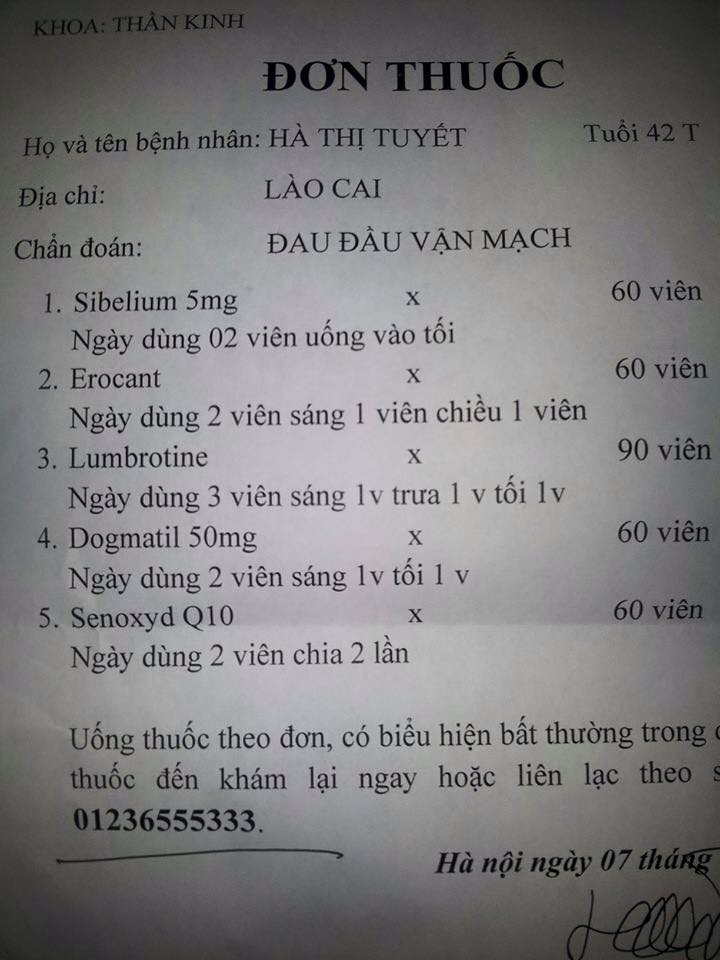 KHOA: THẦN KINH
ĐƠN THUỐC
Họ và tên bệnh nhân: HÀ THỊ TUYẾT Tuổi 42 T
Địa chỉ: LÀO CAI
Chẩn đoán: ĐAU ĐẦU VẬN MẠCH
1. Sibelium 5mg x 60 viên
Ngày dùng 02 viên uống vào tối
2. Erocant x 60 viên
Ngày dùng 2 viên sáng 1 viên chiều 1 viên
3. Lumbrotine x 90 viên
Ngày dùng 3 viên sáng 1v trưa 1 v tối 1v
4. Dogmatil 50mg x 60 viên
Ngày dùng 2 viên sáng 1v tối 1 v
5. Senoxyd Q10 x 60 viên
Ngày dùng 2 viên chia 2 lần
Uống thuốc theo đơn, có biểu hiện bất thường trong
thuốc đến khám lại ngay hoặc liên lạc theo
01236555333.
Hà nội ngày 07 tháng